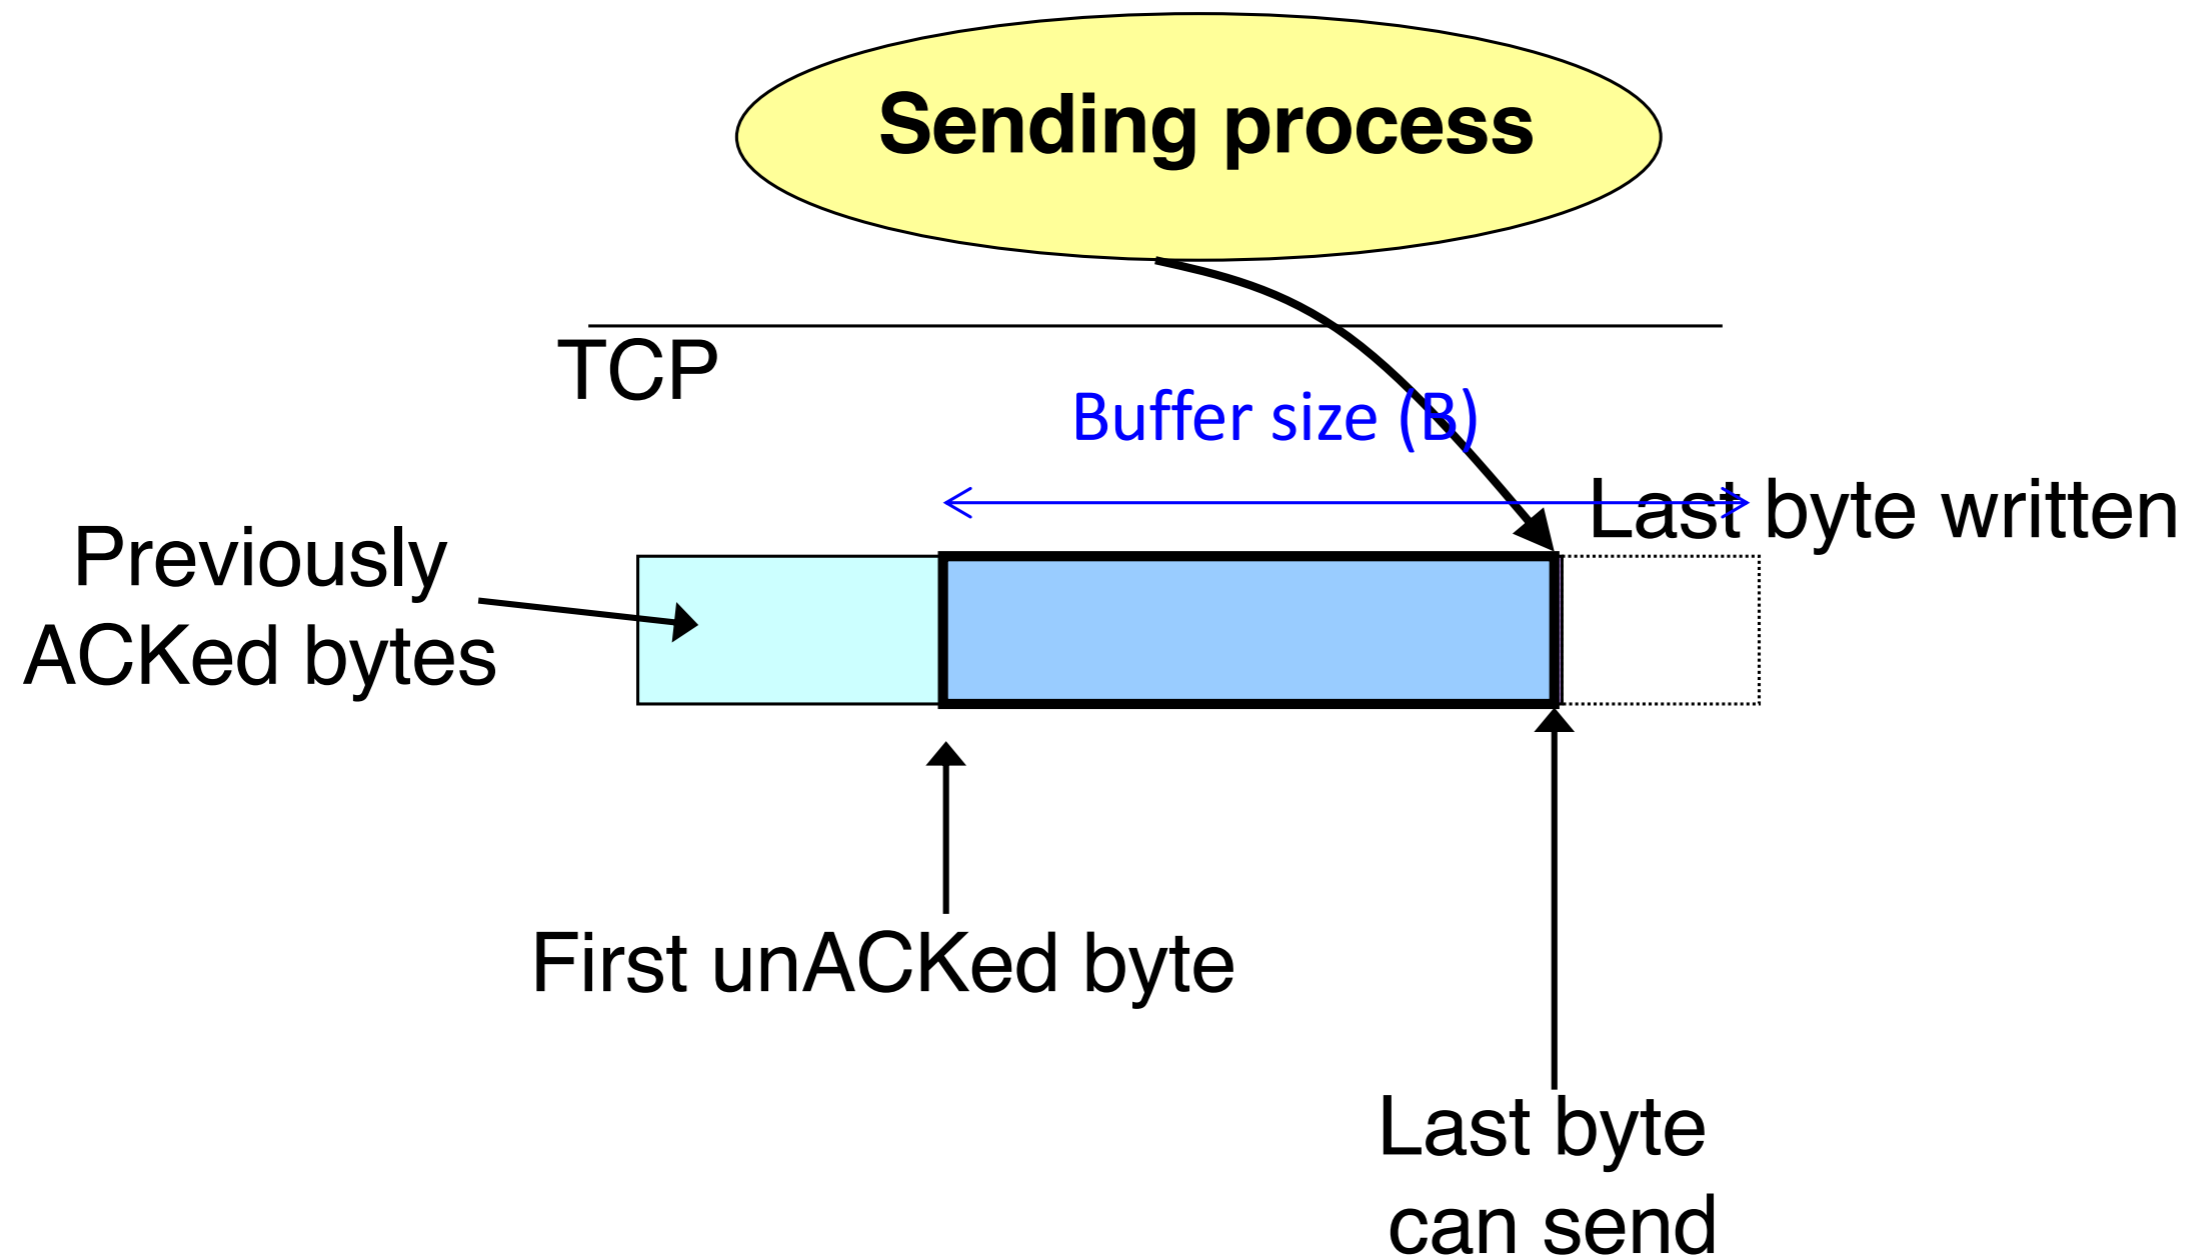 Sending process
TCP
Buffer size (B)
Last byte written
Previously
ACKed bytes
First unACKed byte
Last byte
can send